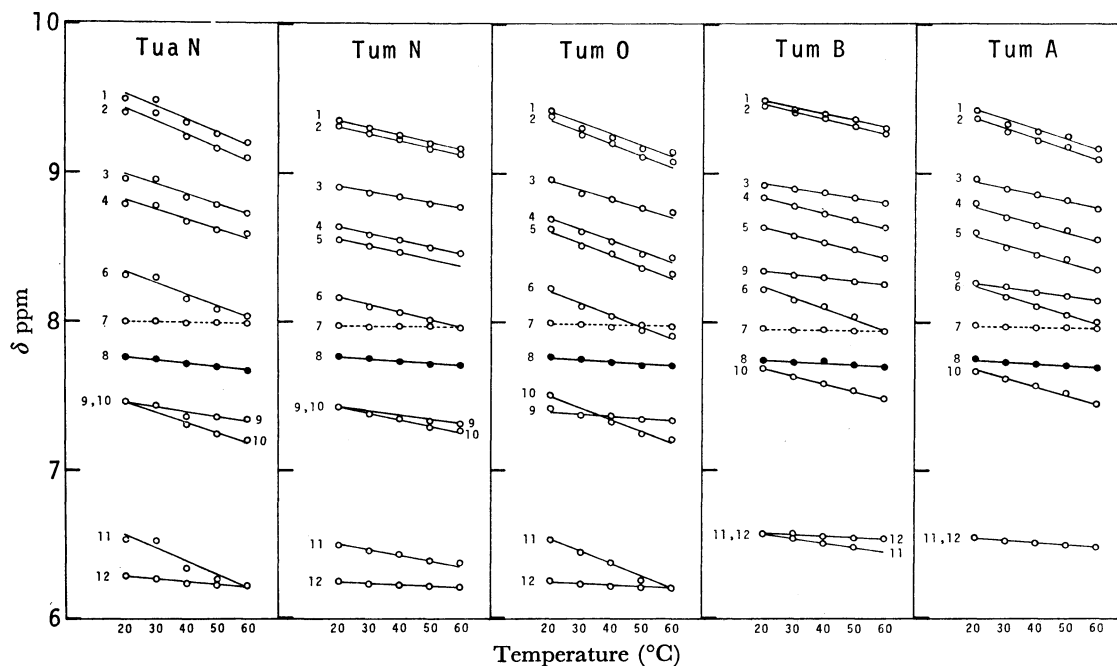 10
Tua N Tum N Tum O Tum B Tum A
1 1 1 1 1
2 2 2 2 2
9
3 3 3 3 3
4 4 4 4 4
5 5 5 5
9 9
6 6 6 6 6
8
7 7 7 7 7
8 8 8 8 8
10 10
9,10 9 9,10 9 10
10 10 9
7
11 11 11 11,12 12 11,12
11
12 12 12
6
20 30 40 50 60 20 30 40 50 60 20 30 40 50 60 20 30 40 50 60 20 30 40 50 60
δ ppm
Temperature (°C)